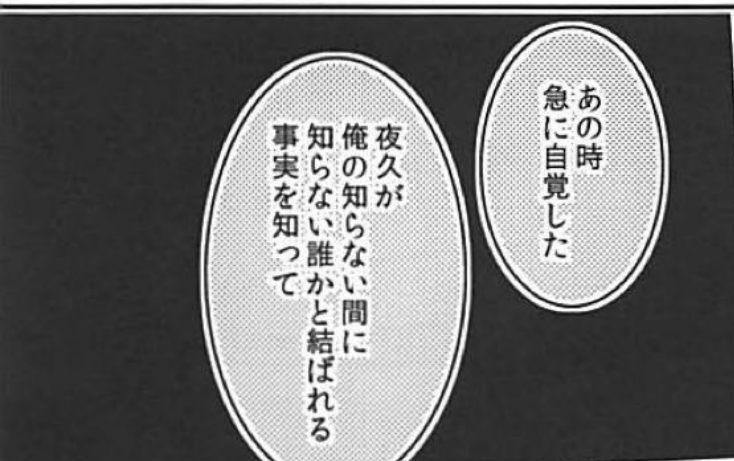 あの時
急に自覚した
夜久が
俺の知らない間に
知らない誰かと結ばれる
事実を知って